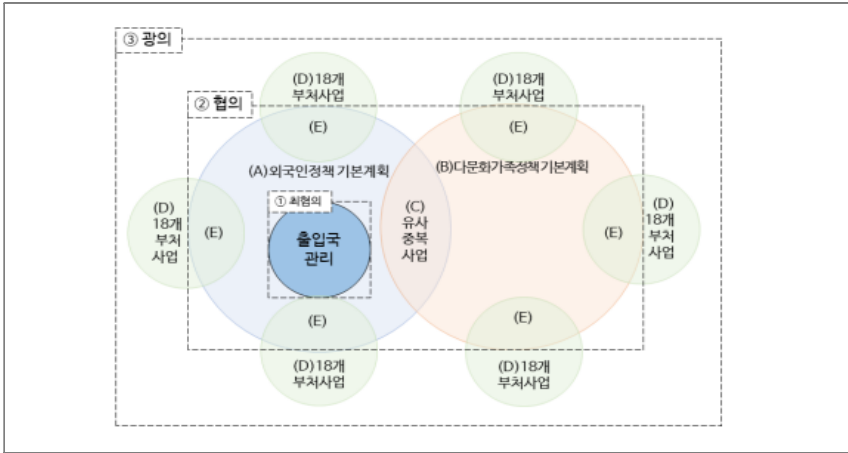 ③ 광의
② 협의
(D)18개
부처사업
(E)
(D)18개
부처사업
(E)
(A)외국인정책 기본계획
(B)다문화가족정책 기본계획
① 최협의
출입국
관리
(C)
유사
중복
사업
(D)
18개
부처
사업
(E)
(E)
(D)
18개
부처
사업
(E)
(D)18개
부처사업
(E)
(D)18개
부처사업